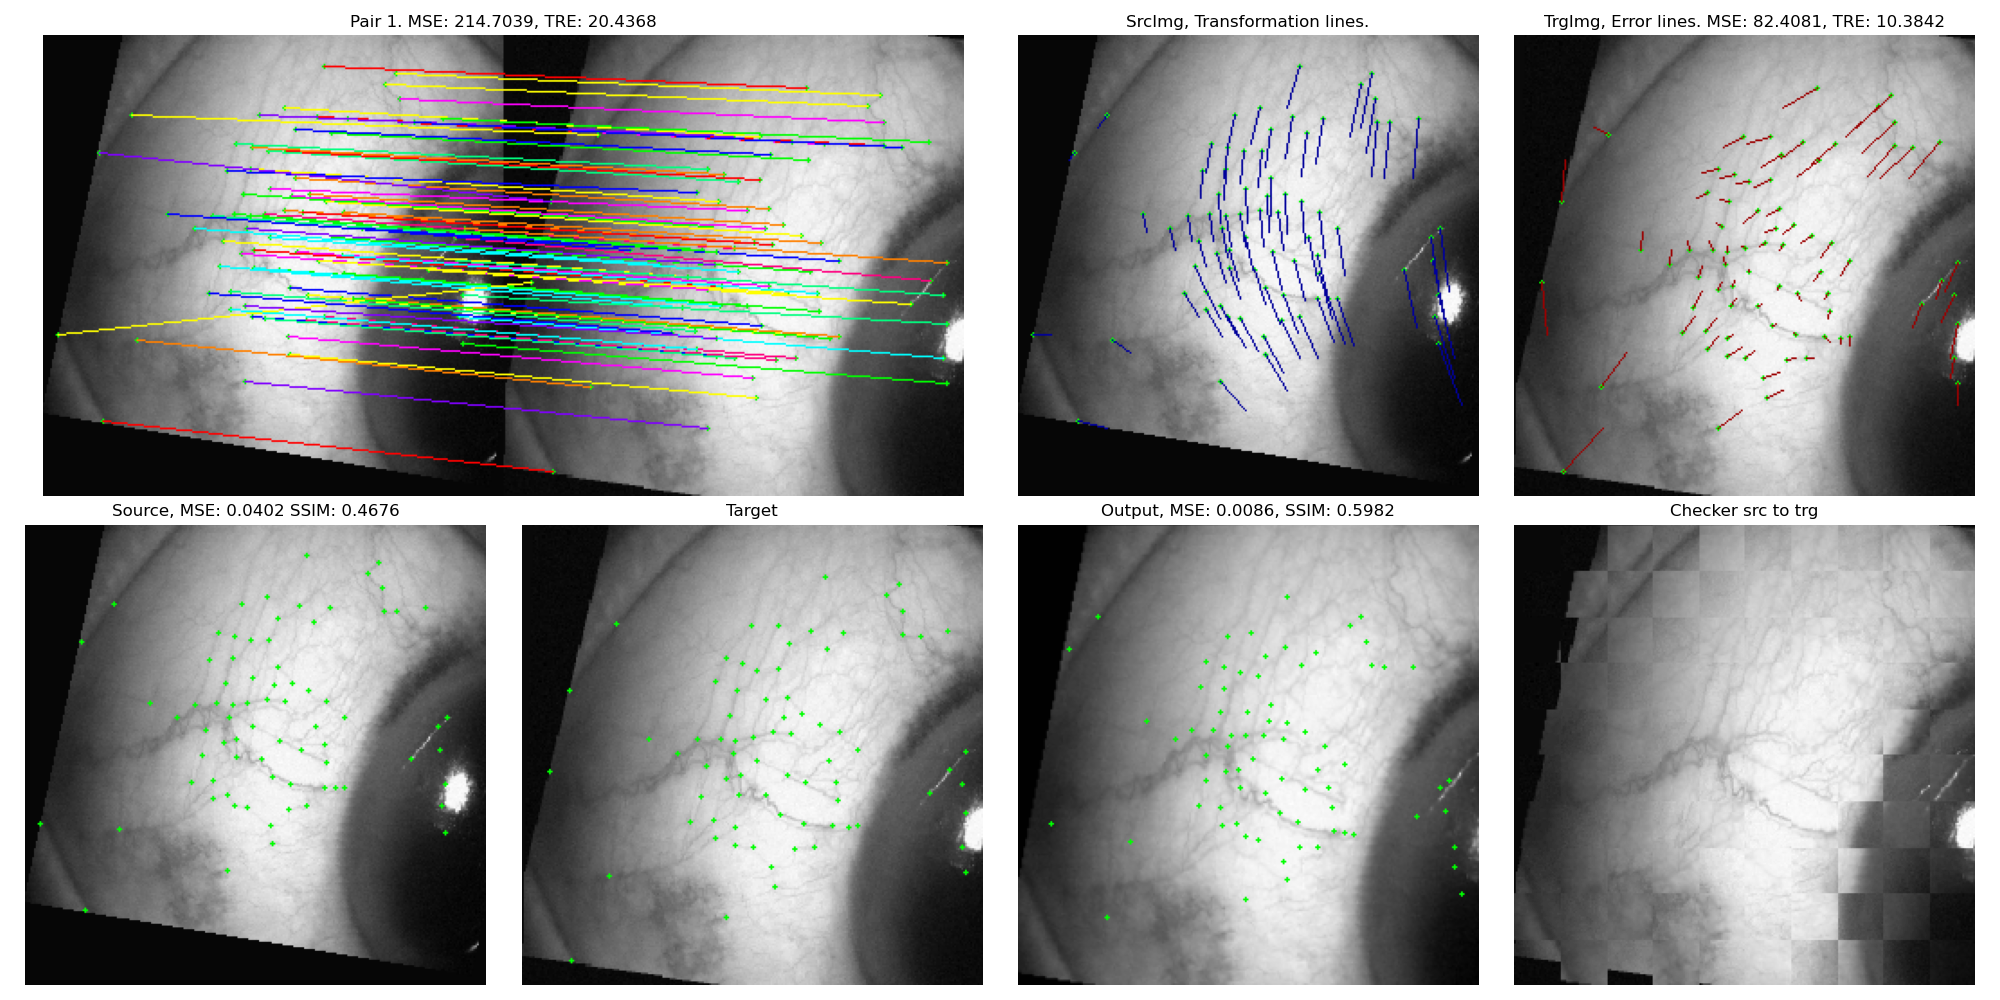 Pair 1. MSE: 214.7039, TRE: 20.4368
SrcImg, Transformation lines.
TrgImg, Error lines. MSE: 82.4081, TRE: 10.3842
Source, MSE: 0.0402 SSIM: 0.4676
Target
Output, MSE: 0.0086, SSIM: 0.5982
Checker src to trg